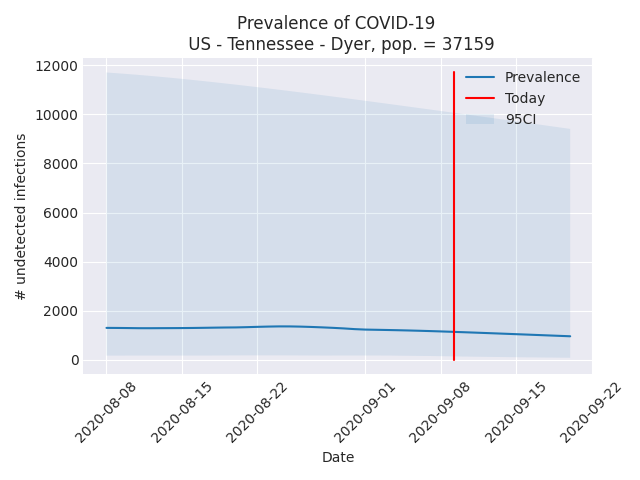 Prevalence of COVID-19
US - Tennessee - Dyer, pop. = 37159
12000
10000
8000
6000
4000
2000
0
# undetected infections
Prevalence
Today
95CI
2020-08-08
2020-08-15
2020-08-22
2020-09-01
2020-09-08
2020-09-15
2020-09-22
Date